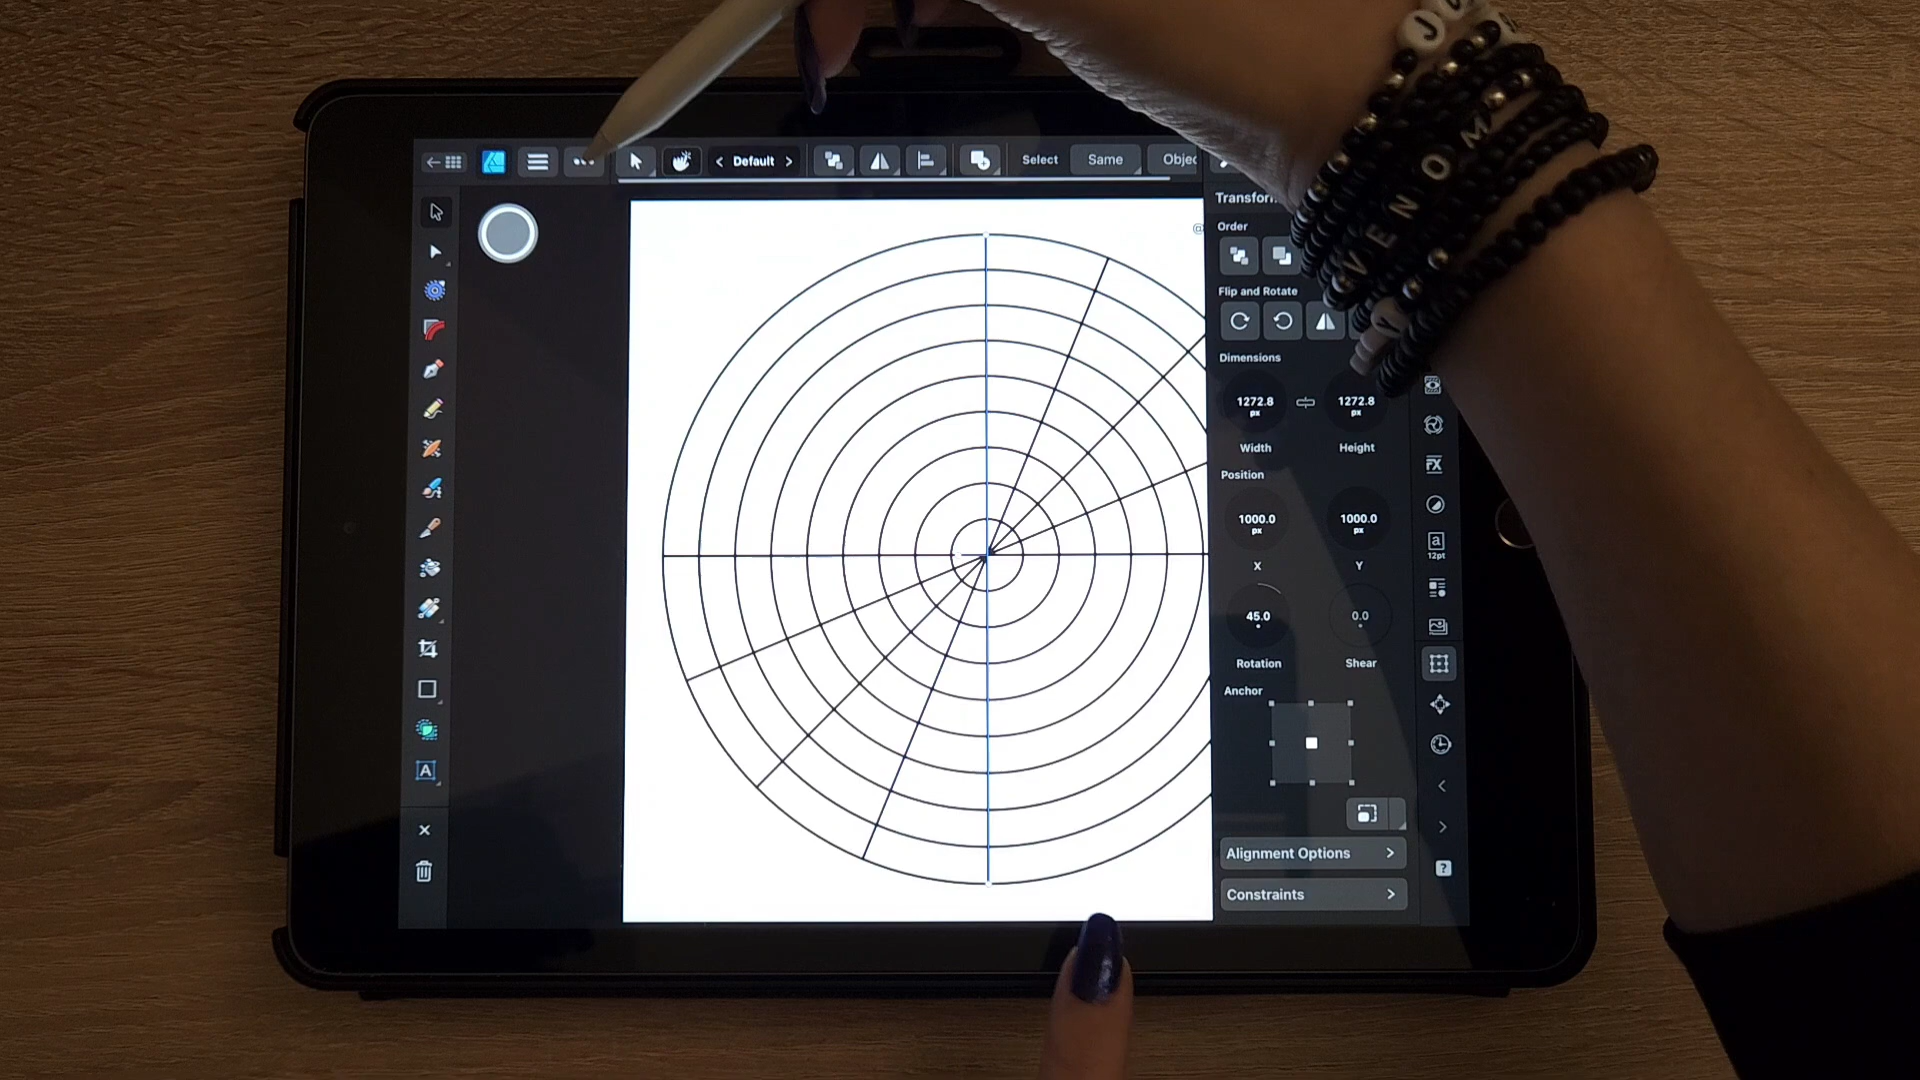 Default
Select
Same
Objec
Transfor
Order
Flip and Rotate
Dimensions
1272.8 px
1272.8 px
Width
Height
Position
1000.0 px
1000.0 px
X
Y
45.0
0.0
Rotation
Shear
Anchor
Alignment Options
Constraints
FX
a
12pt
A
?
J
VENOM
Y